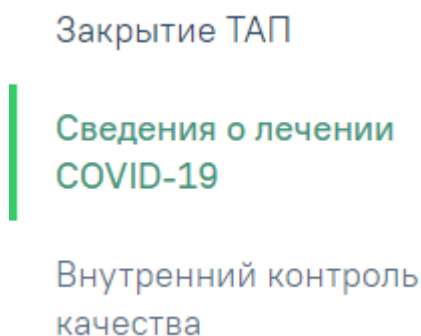 Закрытие ТАП
Сведения о лечении
COVID-19
Внутренний контроль
качества